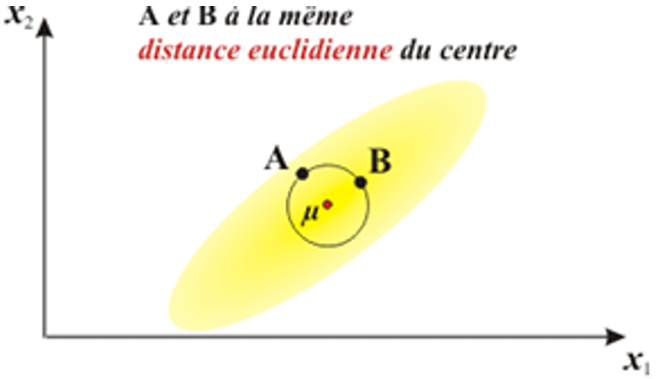 x₂
A et B à la même
distance euclidienne du centre
A
B
μ
x₁